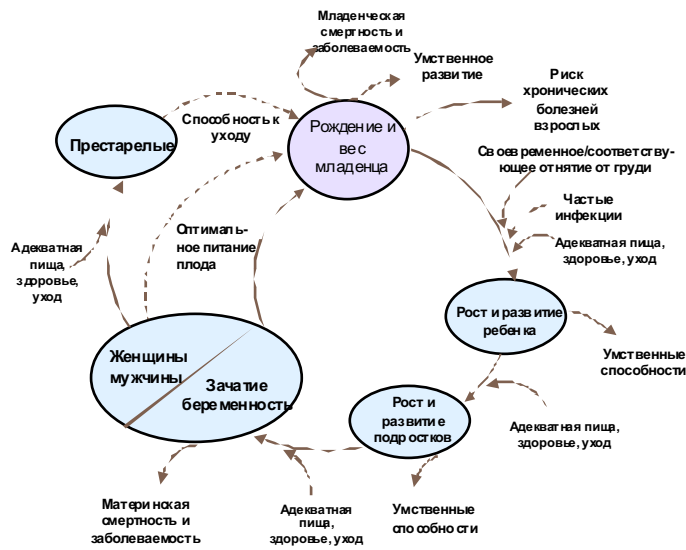 Младенческая
смертность и
заболеваемость
Умственное
развитие
Риск
хронических
болезней
взрослых
Способность к
уходу
Рождение и
вес
младенца
Престарелые
Своевременное/соответству-
ющее отнятие от груди
Частые
инфекции
Адекватная пища,
здоровье, уход
Оптималь-
ное питание
плода
Адекватная
пища,
здоровье,
уход
Рост и развитие
ребенка
Умственные
способности
Женщины
мужчины
Зачатие
беременность
Рост и
развитие
подростков
Адекватная пища,
здоровье, уход
Материнская
смертность и
заболеваемость
Адекватная
пища,
здоровье, уход
Умственные
способности